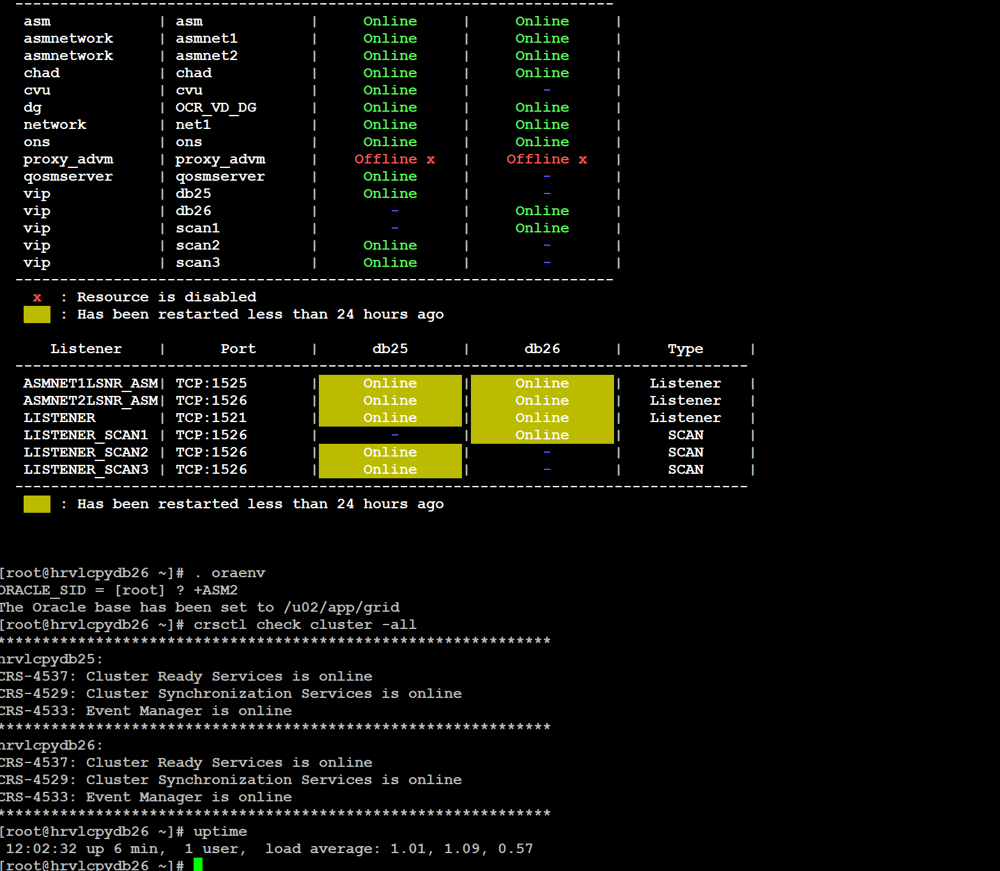 --------------------------------------------------------------------
asm | asm | Online | Online |
asmnetwork | asmnet1 | Online | Online |
asmnetwork | asmnet2 | Online | Online |
chad | chad | Online | Online |
cvu | cvu | Online | - |
dg | OCR_VD_DG | Online | Online |
network | net1 | Online | Online |
ons | ons | Online | Online |
proxy_advm | proxy_advm | Offline x | Offline x |
qosmserver | qosmserver | Online | - |
vip | db25 | Online | - |
vip | db26 | - | Online |
vip | scan1 | - | Online |
vip | scan2 | Online | - |
vip | scan3 | Online | - |
--------------------------------------------------------------------
x : Resource is disabled
: Has been restarted less than 24 hours ago
Listener | Port | db25 | db26 | Type |
-----------------------------------------------------------------------------------
ASMNET1LSNR_ASM| TCP:1525 | Online | Online | Listener |
ASMNET2LSNR_ASM| TCP:1526 | Online | Online | Listener |
LISTENER | TCP:1521 | Online | Online | Listener |
LISTENER_SCAN1 | TCP:1526 | - | Online | SCAN |
LISTENER_SCAN2 | TCP:1526 | Online | - | SCAN |
LISTENER_SCAN3 | TCP:1526 | Online | - | SCAN |
-----------------------------------------------------------------------------------
: Has been restarted less than 24 hours ago
[root@hrvlcpydb26 ~]# . oraenv
ORACLE_SID = [root] ? +ASM2
The Oracle base has been set to /u02/app/grid
[root@hrvlcpydb26 ~]# crsctl check cluster -all
**************************************************************
hrvlcpydb25:
CRS-4537: Cluster Ready Services is online
CRS-4529: Cluster Synchronization Services is online
CRS-4533: Event Manager is online
**************************************************************
hrvlcpydb26:
CRS-4537: Cluster Ready Services is online
CRS-4529: Cluster Synchronization Services is online
CRS-4533: Event Manager is online
**************************************************************
[root@hrvlcpydb26 ~]# uptime
12:02:32 up 6 min, 1 user, load average: 1.01, 1.09, 0.57
[root@hrvlcpydb26 ~]#